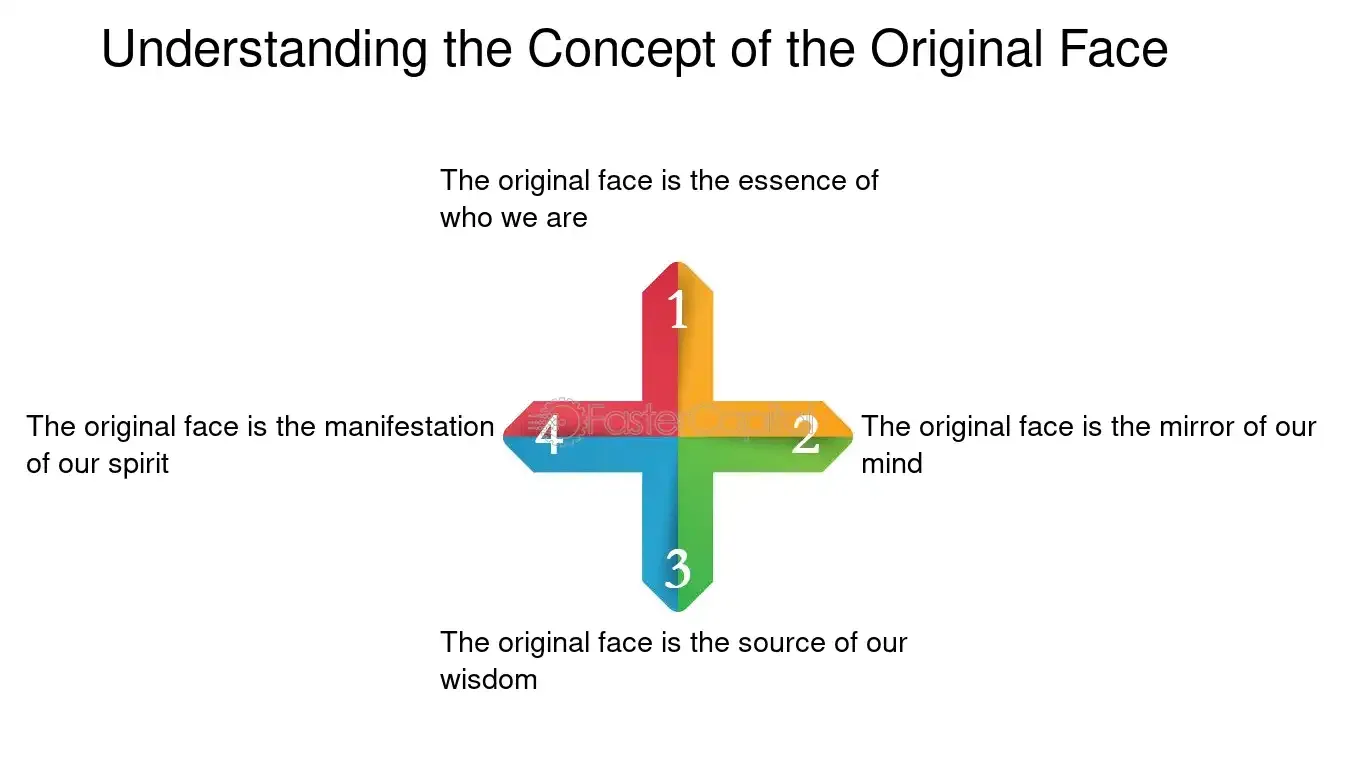 Understanding the Concept of the Original Face
The original face is the essence of
who we are
1
The original face is the mirror of our
mind
2
The original face is the source of our
wisdom
3
The original face is the manifestation
of our spirit
4
FasterCapital